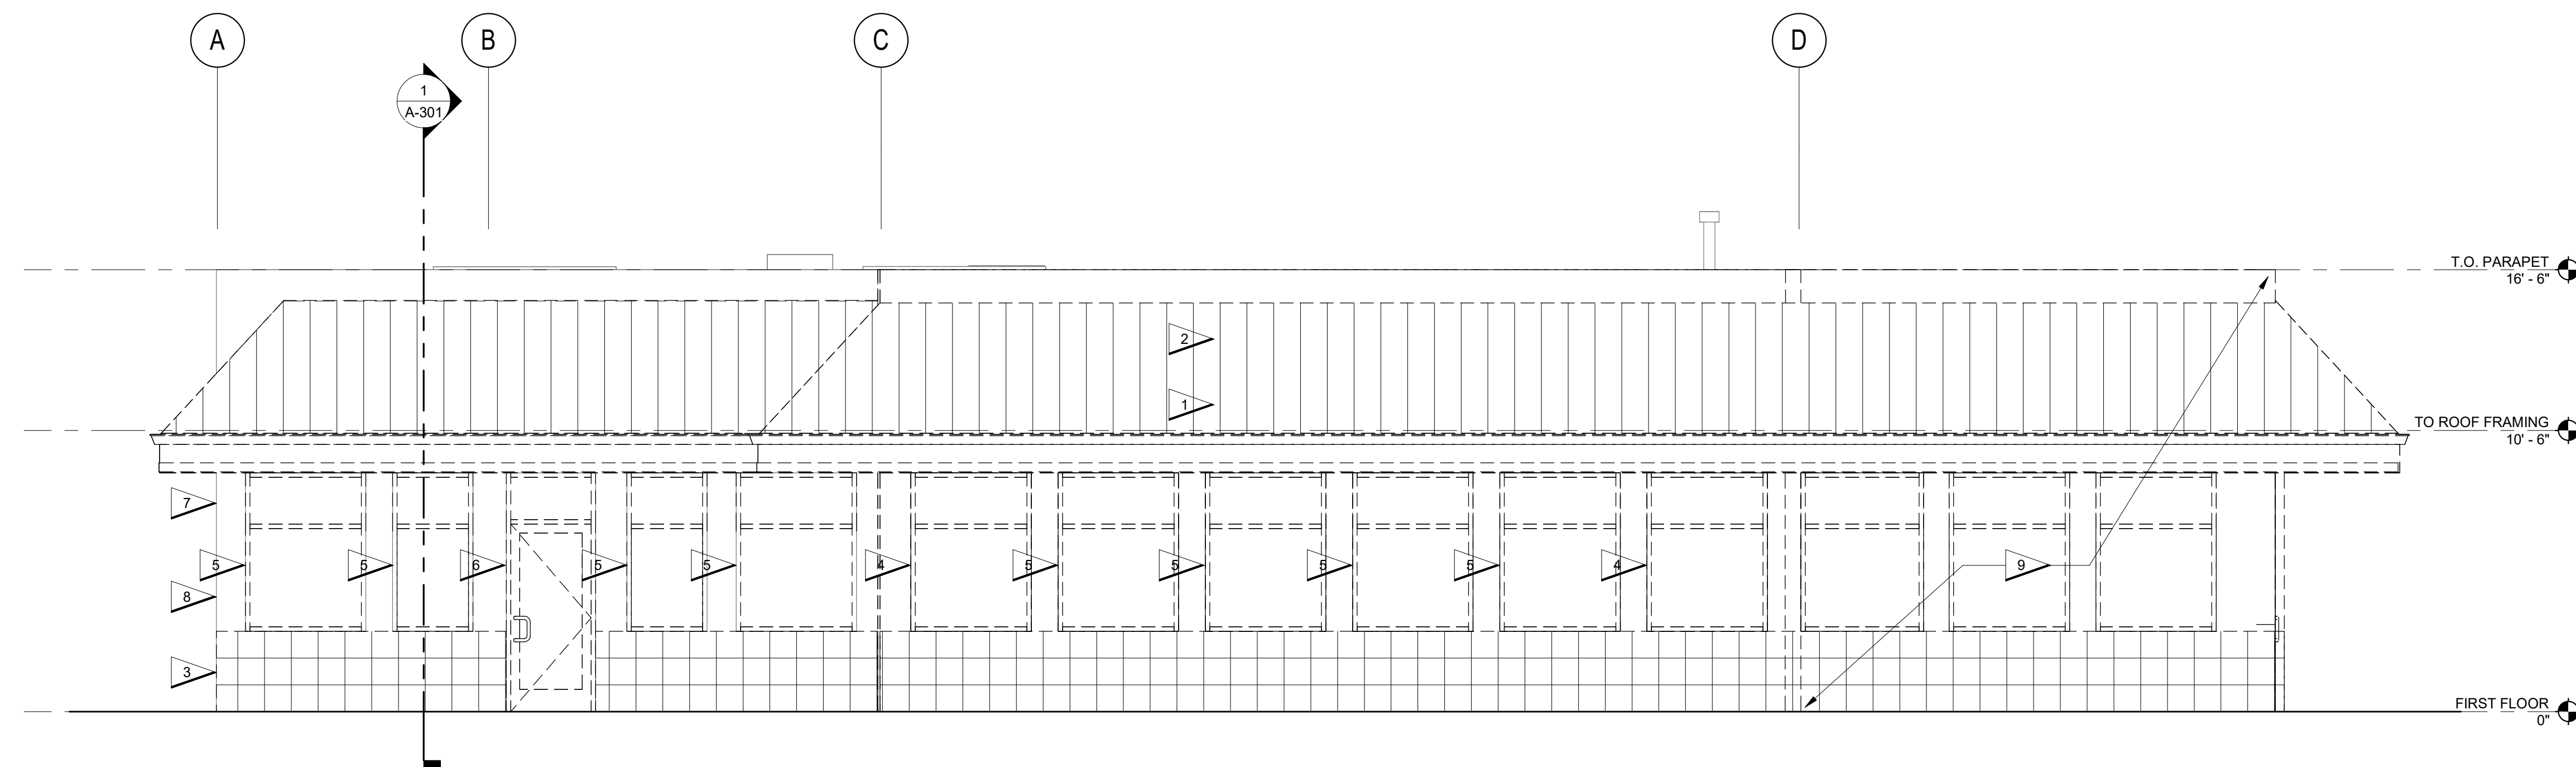 A
B
C
D
1
A-301
T.O. PARAPET
16' - 6"
2
1
TO ROOF FRAMING
10' - 6"
7
5
5
6
5
5
4
5
5
5
5
4
9
8
3
FIRST FLOOR
0"